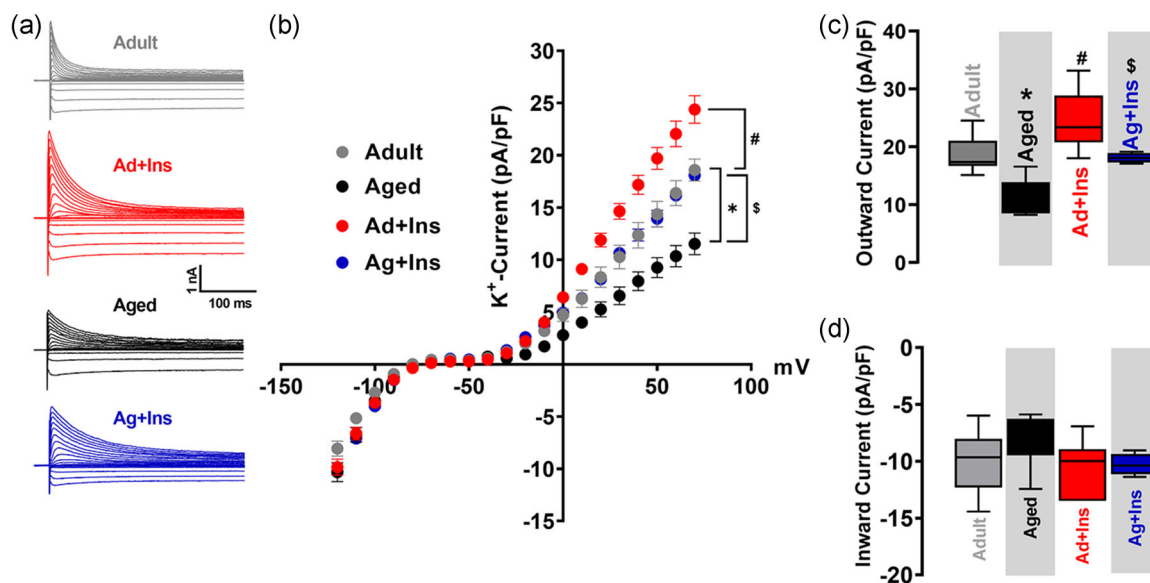 (a)
Adult
Ad+Ins
1 nA
100 ms
Aged
Ag+Ins
(b)
K+-Current (pA/pF)
30
25
20
15
10
5
-5
-10
-15
-150
-100
-50
50
100
mV
Adult
Aged
Ad+Ins
Ag+Ins
#
*
$
(c)
Outward Current (pA/pF)
40
30
20
10
0
Adult
Aged *
Ad+Ins #
Ag+Ins $
(d)
Inward Current (pA/pF)
0
-5
-10
-15
-20
Adult
Aged
Ad+Ins
Ag+Ins